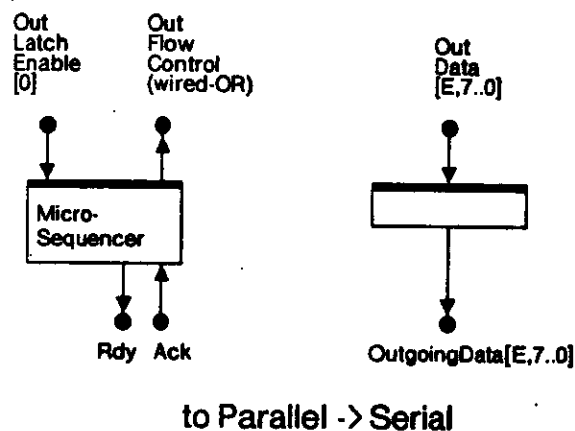 Out
Latch
Enable
[0]
Out
Flow
Control
(wired-OR)
Out
Data
[E,7..0]
Micro-
Sequencer
Rdy
Ack
OutgoingData[E,7..0]
to Parallel -> Serial